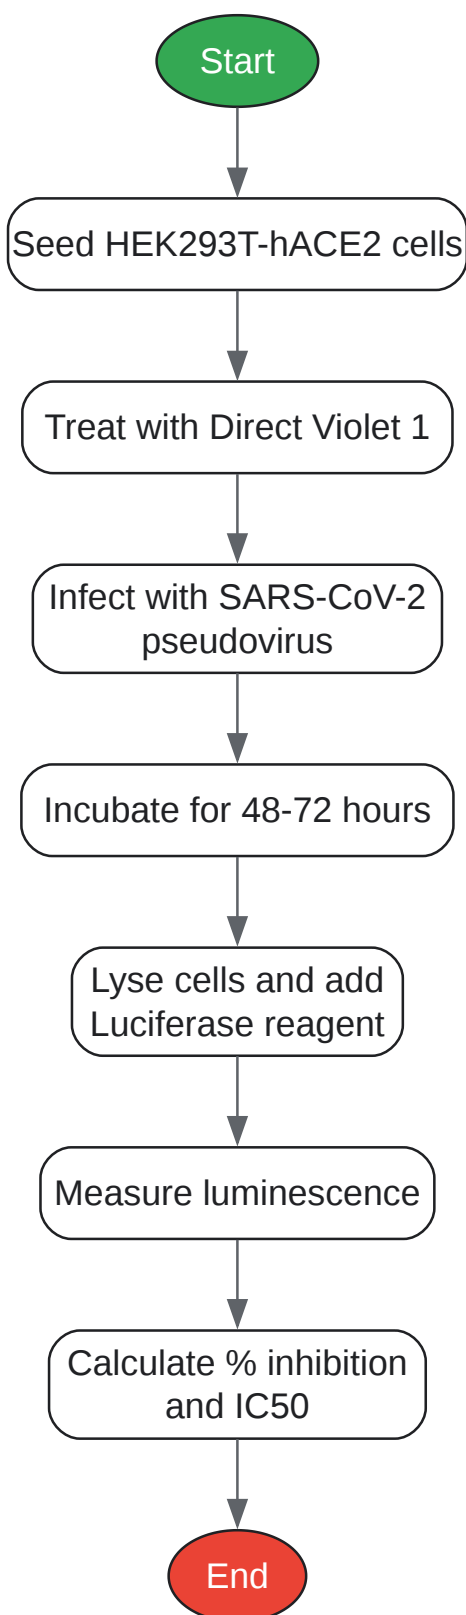 Start
Seed HEK293T-hACE2 cells
Treat with Direct Violet 1
Infect with SARS-CoV-2
pseudovirus
Incubate for 48-72 hours
Lyse cells and add
Luciferase reagent
Measure luminescence
Calculate % inhibition
and IC50
End